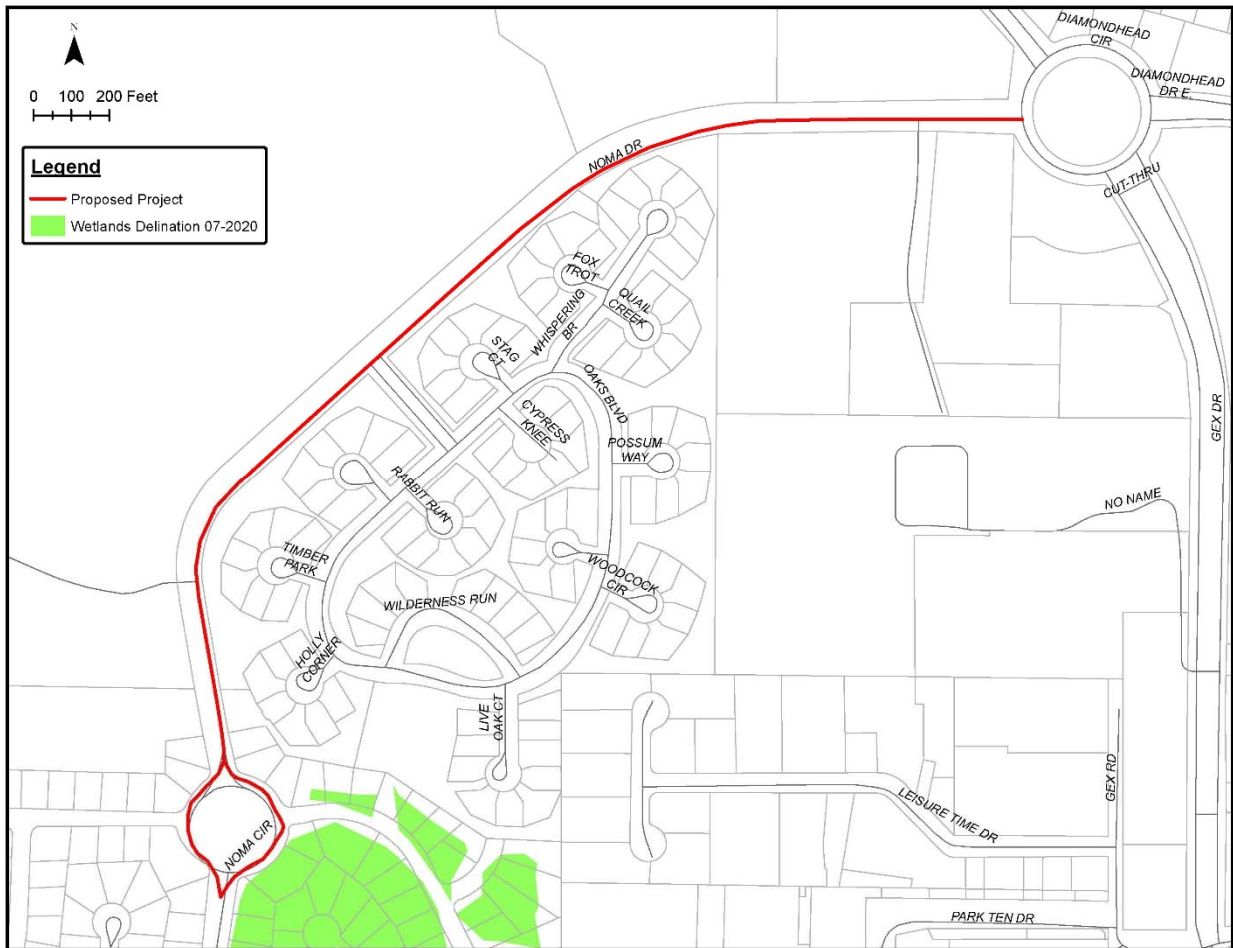 N
0 100 200 Feet
Legend
Proposed Project
Wetlands Delination 07-2020
DIAMONDHEAD
CIR
DIAMONDHEAD
DR E.
NOMA DR
CUT-THRU
FOX
TROT
QUAIL
CREEK
WHISPERING
BR
STAG
CT
OAKS BLVD
CYPRESS
KNEE
POSSUM
WAY
GEX DR
RABBIT RUN
NO NAME
TIMBER
PARK
WOODCOCK
CIR
WILDERNESS RUN
HOLLY
CORNER
LIVE
OAK CT
GEX RD
LEISURE TIME DR
NOMA CIR
PARK TEN DR